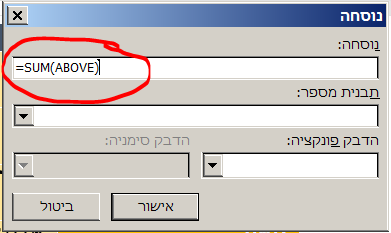 נוסחה
נוסחה:
=SUM(ABOVE)
תבנית מספר:
הדבק פונקציה:
הדבק סימניה:
אישור
ביטול